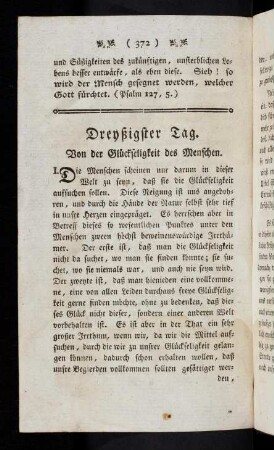 ( 372 )
und Süßigkeiten des zukünftigen, unsterblichen Le-
bens besser entwürfe, als eben diese. Sieh! so
wird der Mensch gesegnet werden, welcher
Gott fürchtet. (Psalm 127, 5.)
Dreyßigster Tag.
Von der Glückseligkeit des Menschen.
I. Die Menschen scheinen nur darum in dieser
Welt zu seyn, daß sie die Glückseligkeit
aufsuchen sollen. Diese Neigung ist uns angeboh-
ren, und durch die Hände der Natur selbst sehr tief
in unser Herzen eingepräget. Es herrschen aber in
Betreff dieses so wesentlichen Punktes unter den
Menschen zween höchst beweinenswürdige Irrthü-
mer. Der erste ist, daß man die Glückseligkeit
nicht da suchet, wo man sie finden könnte; sie su-
chet, wo sie niemals war, und auch nie seyn wird.
Der zweyte ist, daß man hienieden eine vollkomme-
ne, eine von allen Leiden durchaus freye Glückselig-
keit gerne finden möchte, ohne zu bedenken, daß die-
ses Glück nicht dieser, sondern einer anderen Welt
vorbehalten ist. Es ist aber in der That ein sehr
großer Irrthum, wenn wir, da wir die Mittel auf-
suchen, durch die wir zu unsrer Glückseligkeit gelan-
gen können, dadurch schon erhalten wollen, daß
unsere Begierden vollkommen sollten gesättiget wer-
den,